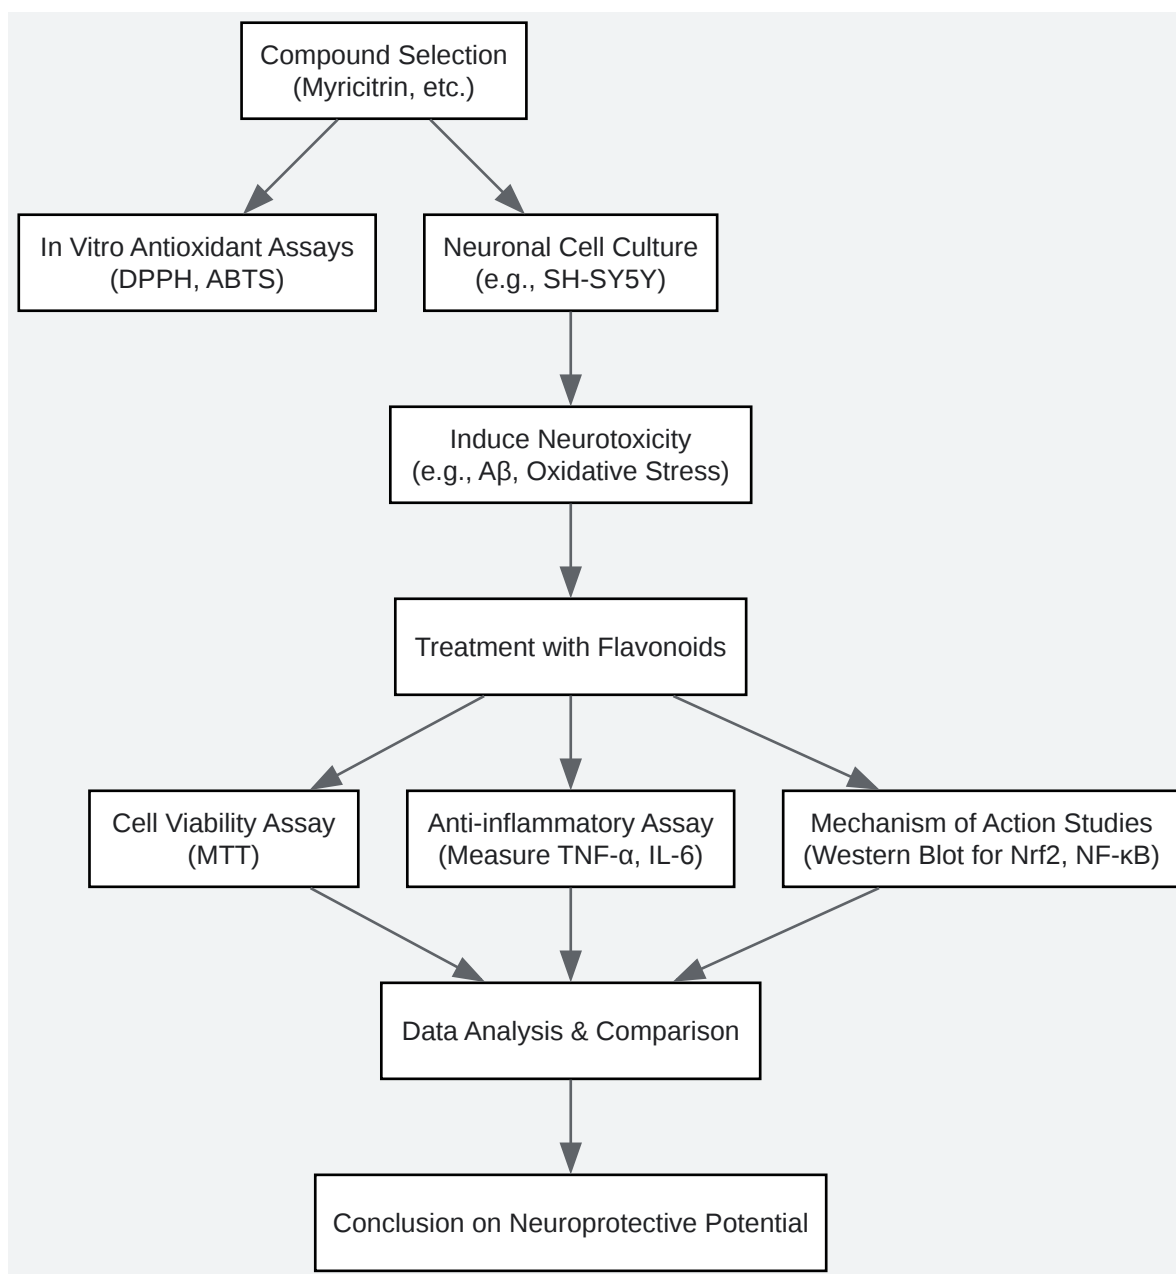 Compound Selection
(Myricitrin, etc.)
In Vitro Antioxidant Assays
(DPPH, ABTS)
Neuronal Cell Culture
(e.g., SH-SY5Y)
Induce Neurotoxicity
(e.g., Aβ, Oxidative Stress)
Treatment with Flavonoids
Cell Viability Assay
(MTT)
Anti-inflammatory Assay
(Measure TNF-α, IL-6)
Mechanism of Action Studies
(Western Blot for Nrf2, NF-κB)
Data Analysis & Comparison
Conclusion on Neuroprotective Potential